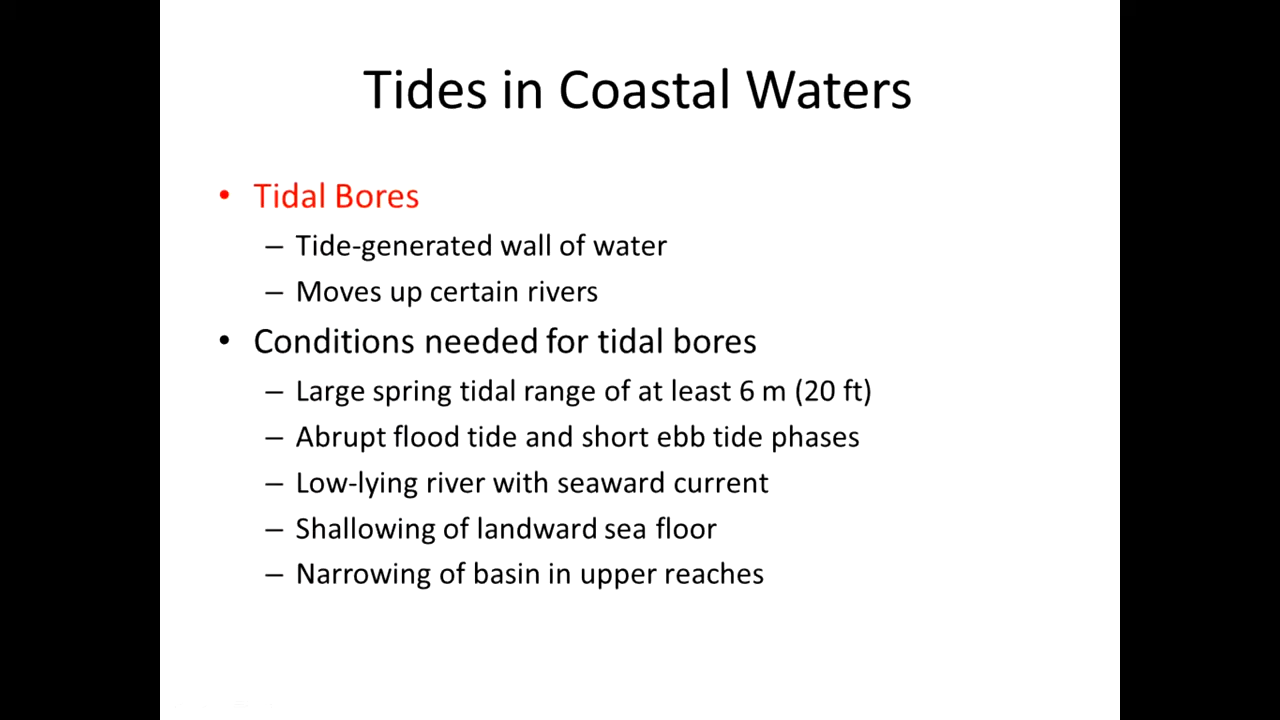 Tides in Coastal Waters
• Tidal Bores
– Tide-generated wall of water
– Moves up certain rivers
• Conditions needed for tidal bores
– Large spring tidal range of at least 6 m (20 ft)
– Abrupt flood tide and short ebb tide phases
– Low-lying river with seaward current
– Shallowing of landward sea floor
– Narrowing of basin in upper reaches